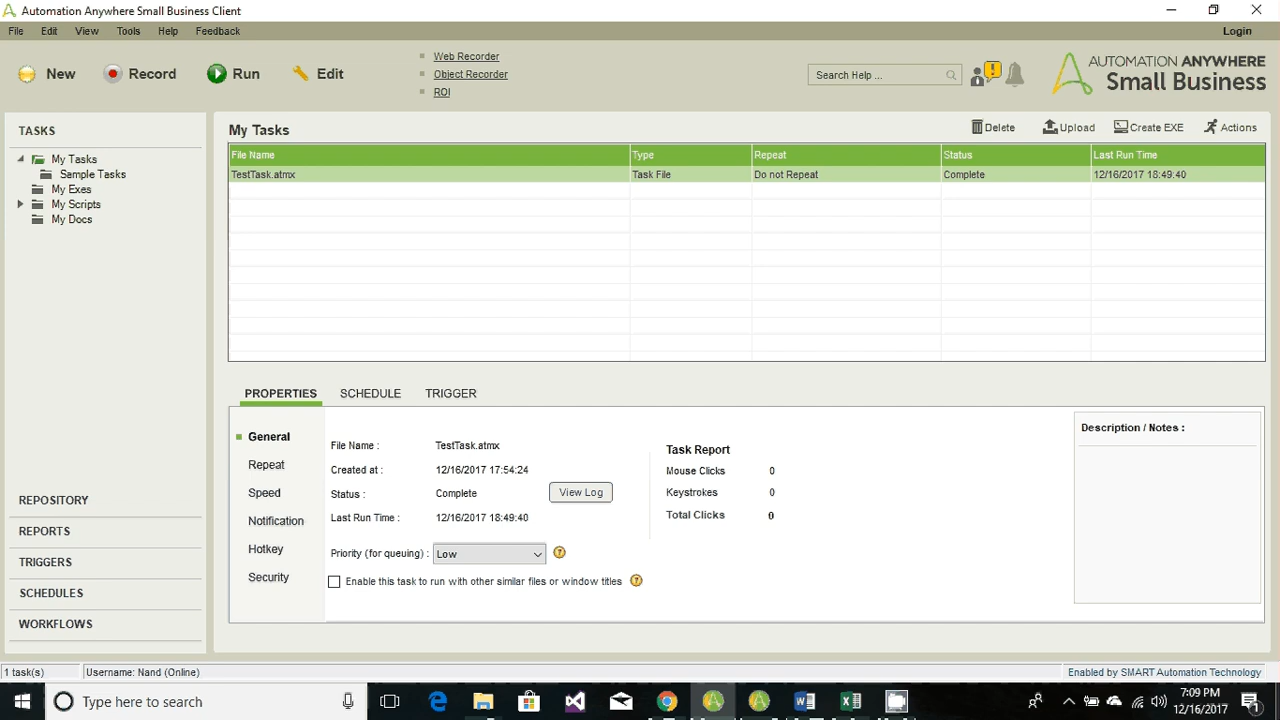 Automation Anywhere Small Business Client
File Edit View Tools Help Feedback Login
New Record Run Edit
Web Recorder
Object Recorder
ROI
Search Help ...
AUTOMATION ANYWHERE
Small Business
TASKS
My Tasks
Sample Tasks
My Exes
My Scripts
My Docs
REPOSITORY
REPORTS
TRIGGERS
SCHEDULES
WORKFLOWS
My Tasks
Delete Upload Create EXE Actions
File Name Type Repeat Status Last Run Time
TestTask.atmx Task File Do not Repeat Complete 12/16/2017 18:49:40
PROPERTIES SCHEDULE TRIGGER
General
Repeat
Speed
Notification
Hotkey
Security
File Name : TestTask.atmx
Created at : 12/16/2017 17:54:24
Status : Complete View Log
Last Run Time : 12/16/2017 18:49:40
Priority (for queuing) : Low
Enable this task to run with other similar files or window titles
Task Report
Mouse Clicks 0
Keystrokes 0
Total Clicks 0
Description / Notes :
1 task(s) Username: Nand (Online) Enabled by SMART Automation Technology
Type here to search
7:09 PM
12/16/2017
1